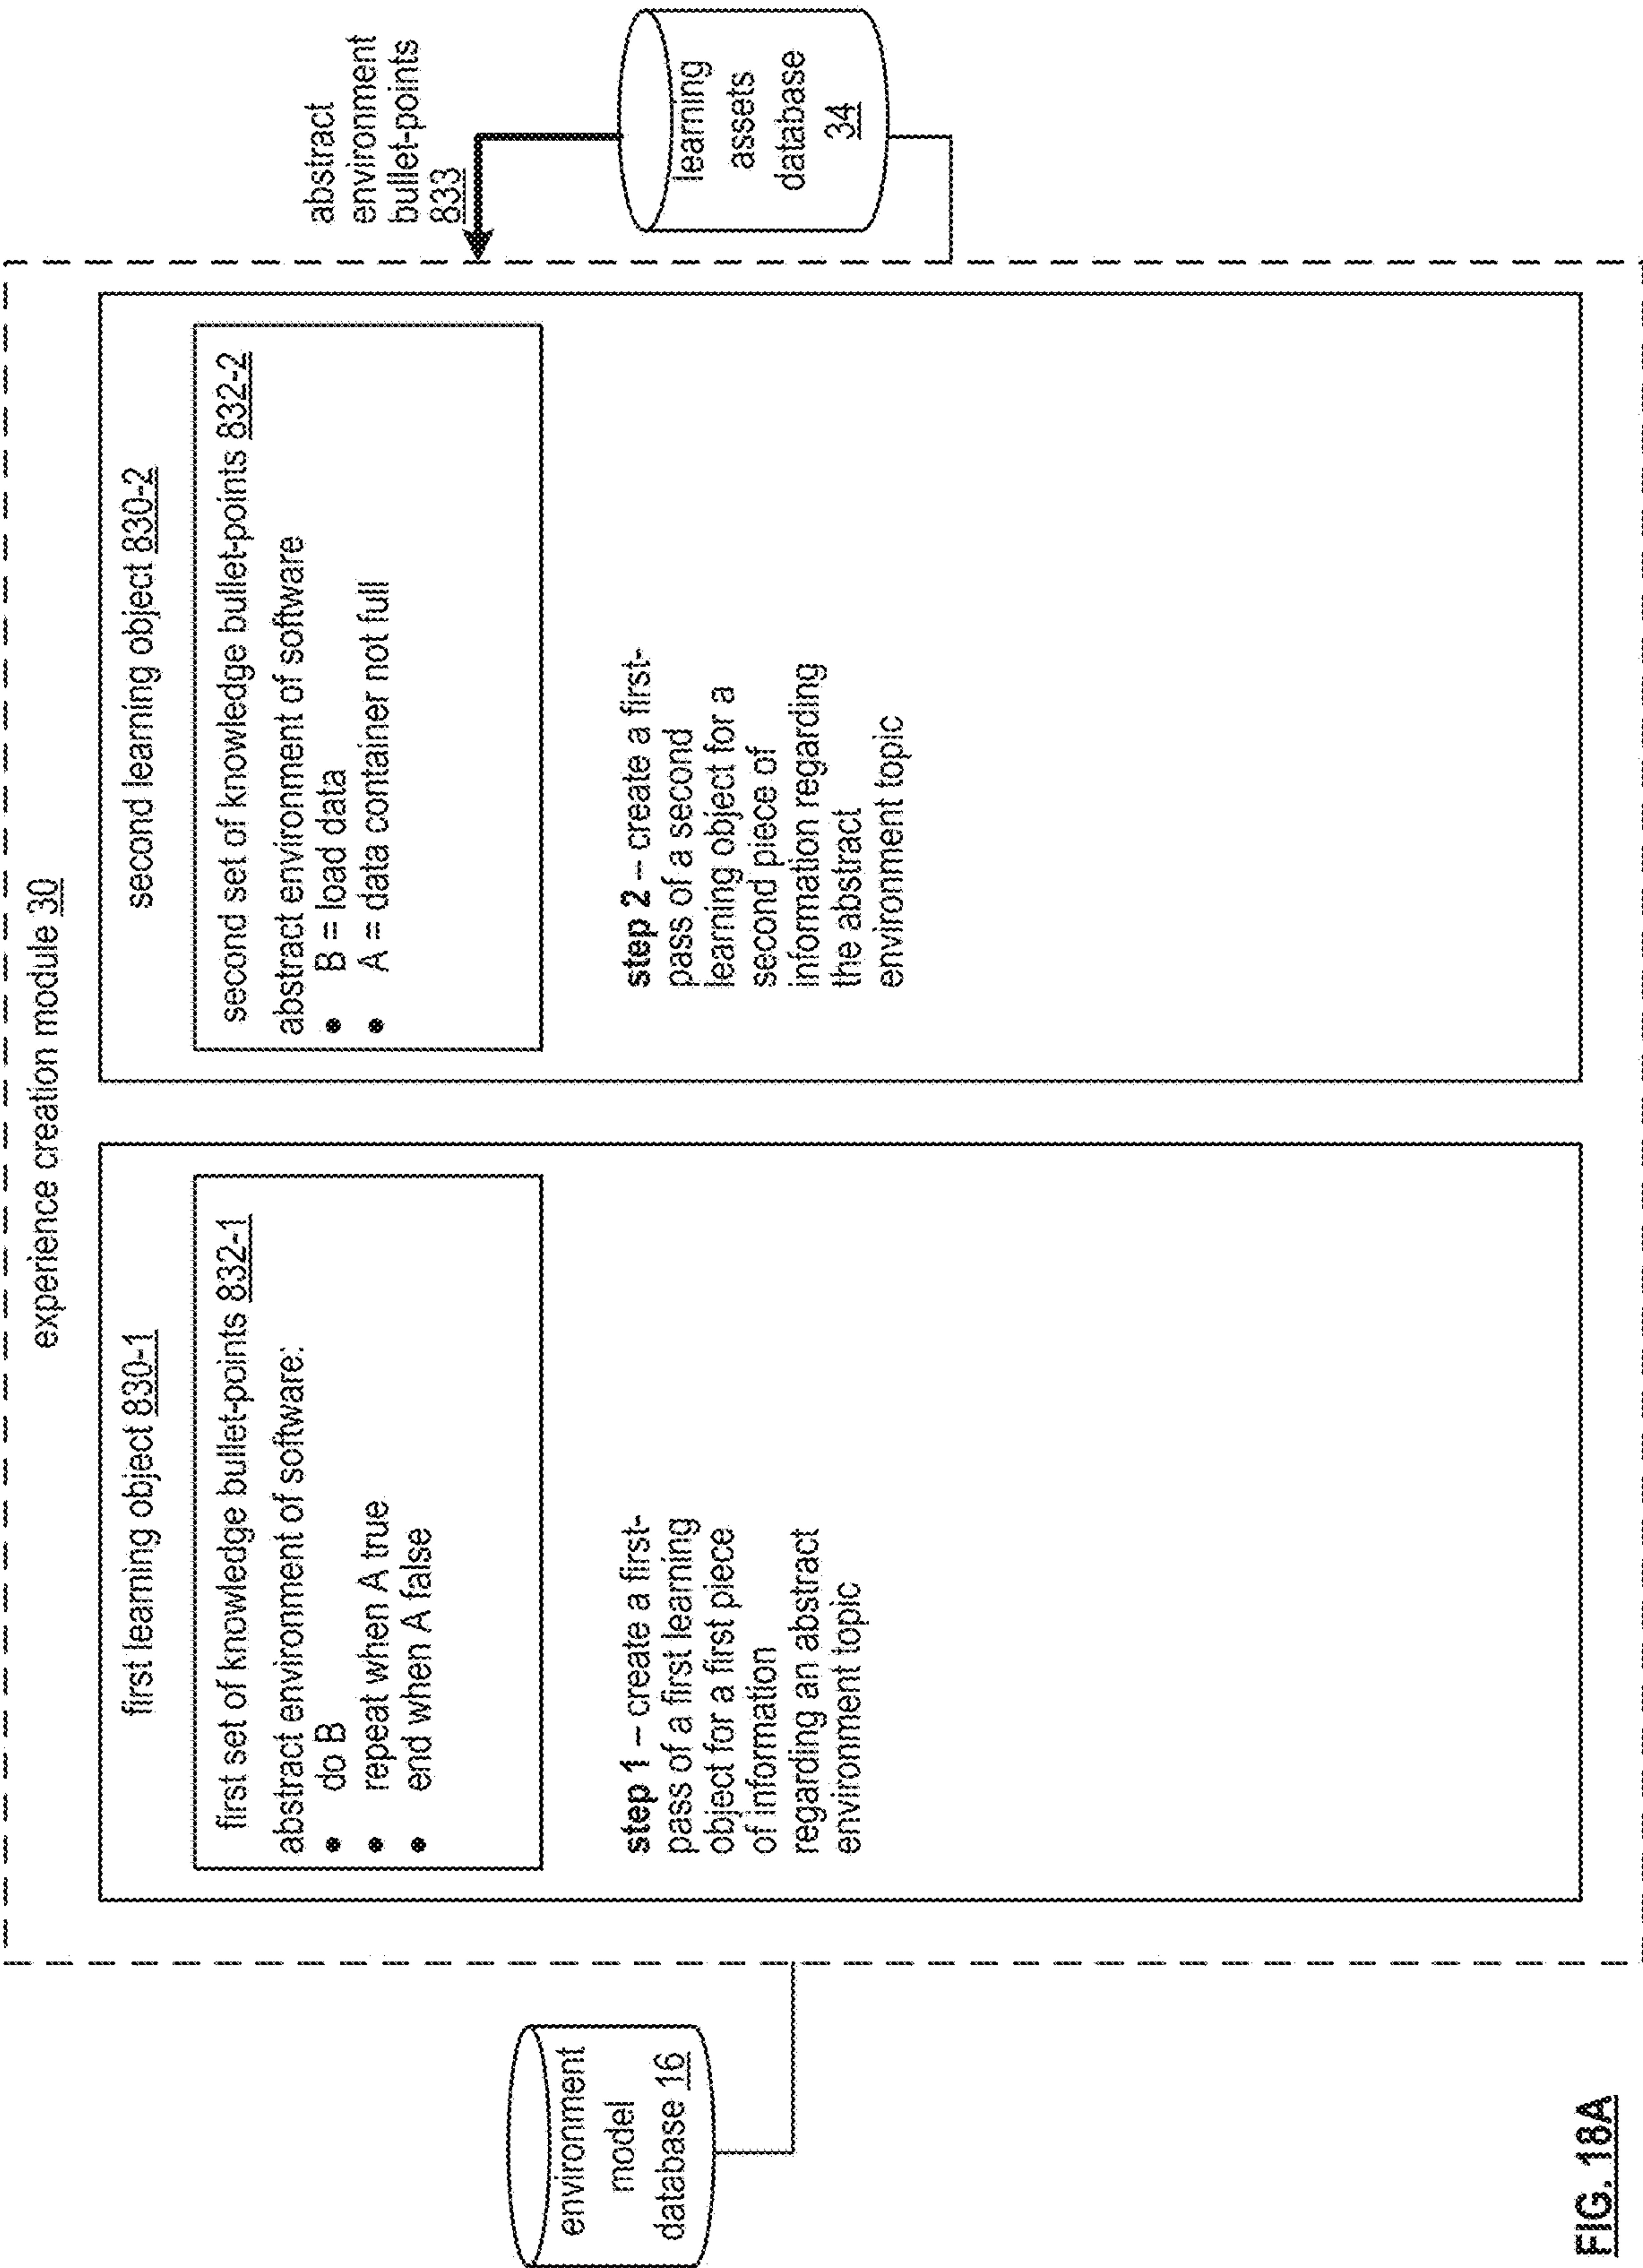 experience creation module 30
environment
model
database 16
first learning object 830-1
first set of knowledge bullet-points 832-1
abstract environment of software:
• do B
• repeat when A true
• end when A false
step 1 – create a first-
pass of a first learning
object for a first piece
of information
regarding an abstract
environment topic
second learning object 830-2
second set of knowledge bullet-points 832-2
abstract environment of software
• B = load data
• A = data container not full
step 2 – create a first-
pass of a second
learning object for a
second piece of
information regarding
the abstract
environment topic
abstract
environment
bullet-points
833
learning
assets
database
34
FIG. 18A